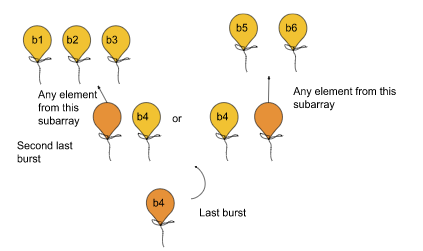 b1 b2 b3
b5 b6
Any element
from this
subarray
Any element from this
subarray
b4 or b4
Second last
burst
b4
Last burst